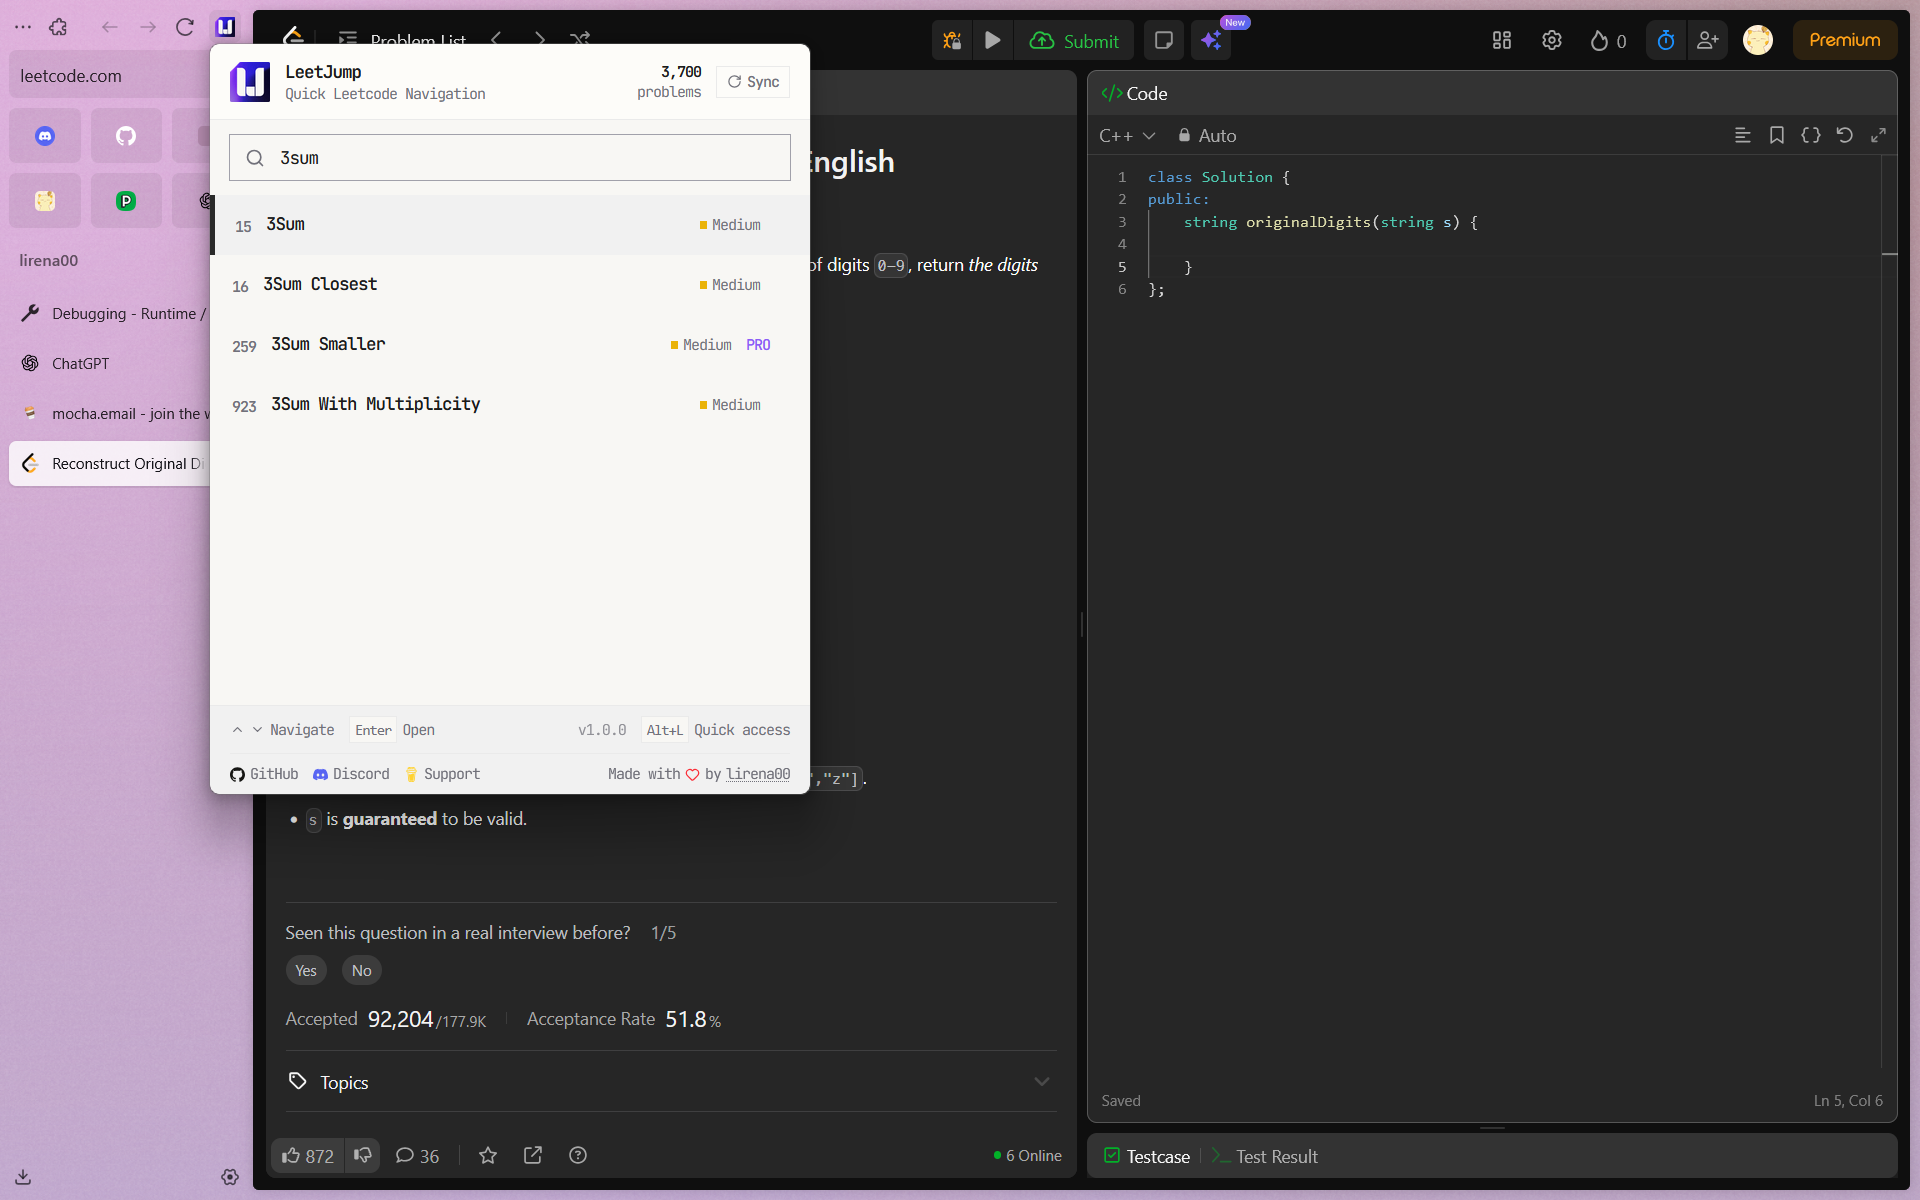 leetcode.com
lirena00
Debugging - Runtime /
ChatGPT
mocha.email - join the w
Reconstruct Original Di
LeetJump
Quick Leetcode Navigation
3,700
problems
Sync
3sum
15 3Sum Medium
16 3Sum Closest Medium
259 3Sum Smaller Medium PRO
923 3Sum With Multiplicity Medium
Navigate Enter Open v1.0.0 Alt+L Quick access
GitHub Discord Support Made with by lirena00
Problem List
Submit
New
0
Premium
English
of digits 0-9, return the digits
","z"].
s is guaranteed to be valid.
Seen this question in a real interview before? 1/5
Yes No
Accepted 92,204/177.9K Acceptance Rate 51.8%
Topics
872 36 6 Online
</> Code
C++ Auto
1 class Solution {
2 public:
3 string originalDigits(string s) {
4
5 }
6 };
Saved Ln 5, Col 6
Testcase Test Result